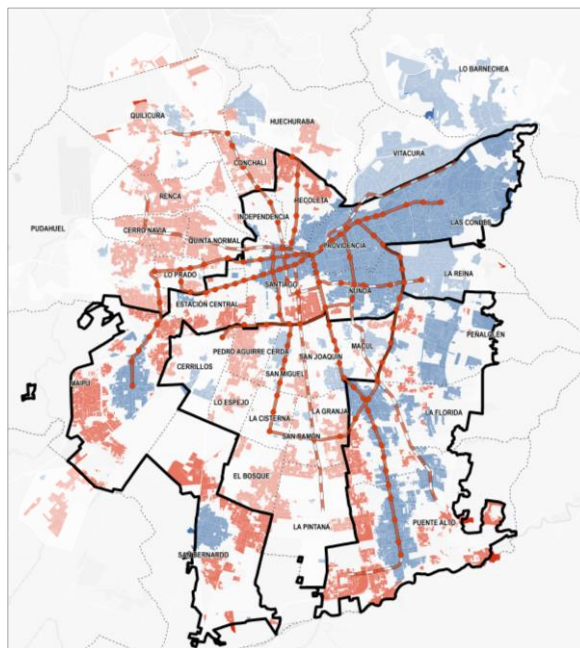 LO BARNECHEA
QUILICURA
HUECHURABA
VITACURA
CONCHALÍ
RENCA
RECOLETA
INDEPENDENCIA
LAS CONDES
PUDAHUEL
CERRO NAVIA
QUINTA NORMAL
PROVIDENCIA
LO PRADO
LA REINA
SANTIAGO
ÑUÑOA
ESTACIÓN CENTRAL
PEÑALOLÉN
MACUL
PEDRO AGUIRRE CERDA
SAN JOAQUÍN
CERRILLOS
SAN MIGUEL
MAIPÚ
LO ESPEJO
LA GRANJA
LA FLORIDA
LA CISTERNA
SAN RAMÓN
EL BOSQUE
LA PINTANA
PUENTE ALTO
SAN BERNARDO